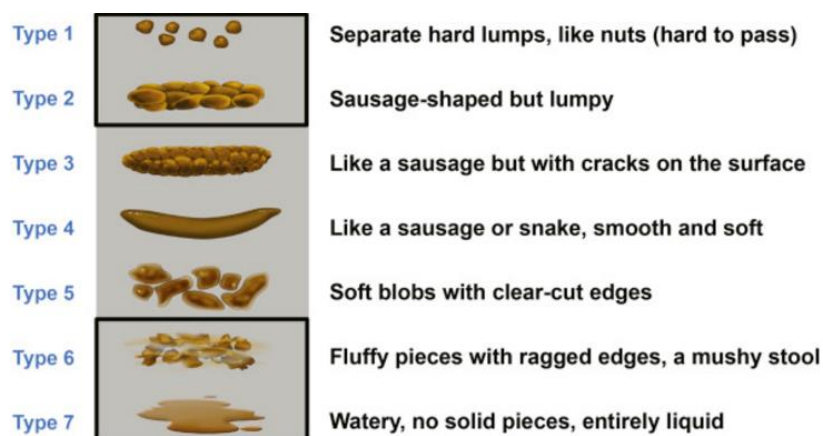 Type 1 Separate hard lumps, like nuts (hard to pass)
Type 2 Sausage-shaped but lumpy
Type 3 Like a sausage but with cracks on the surface
Type 4 Like a sausage or snake, smooth and soft
Type 5 Soft blobs with clear-cut edges
Type 6 Fluffy pieces with ragged edges, a mushy stool
Type 7 Watery, no solid pieces, entirely liquid